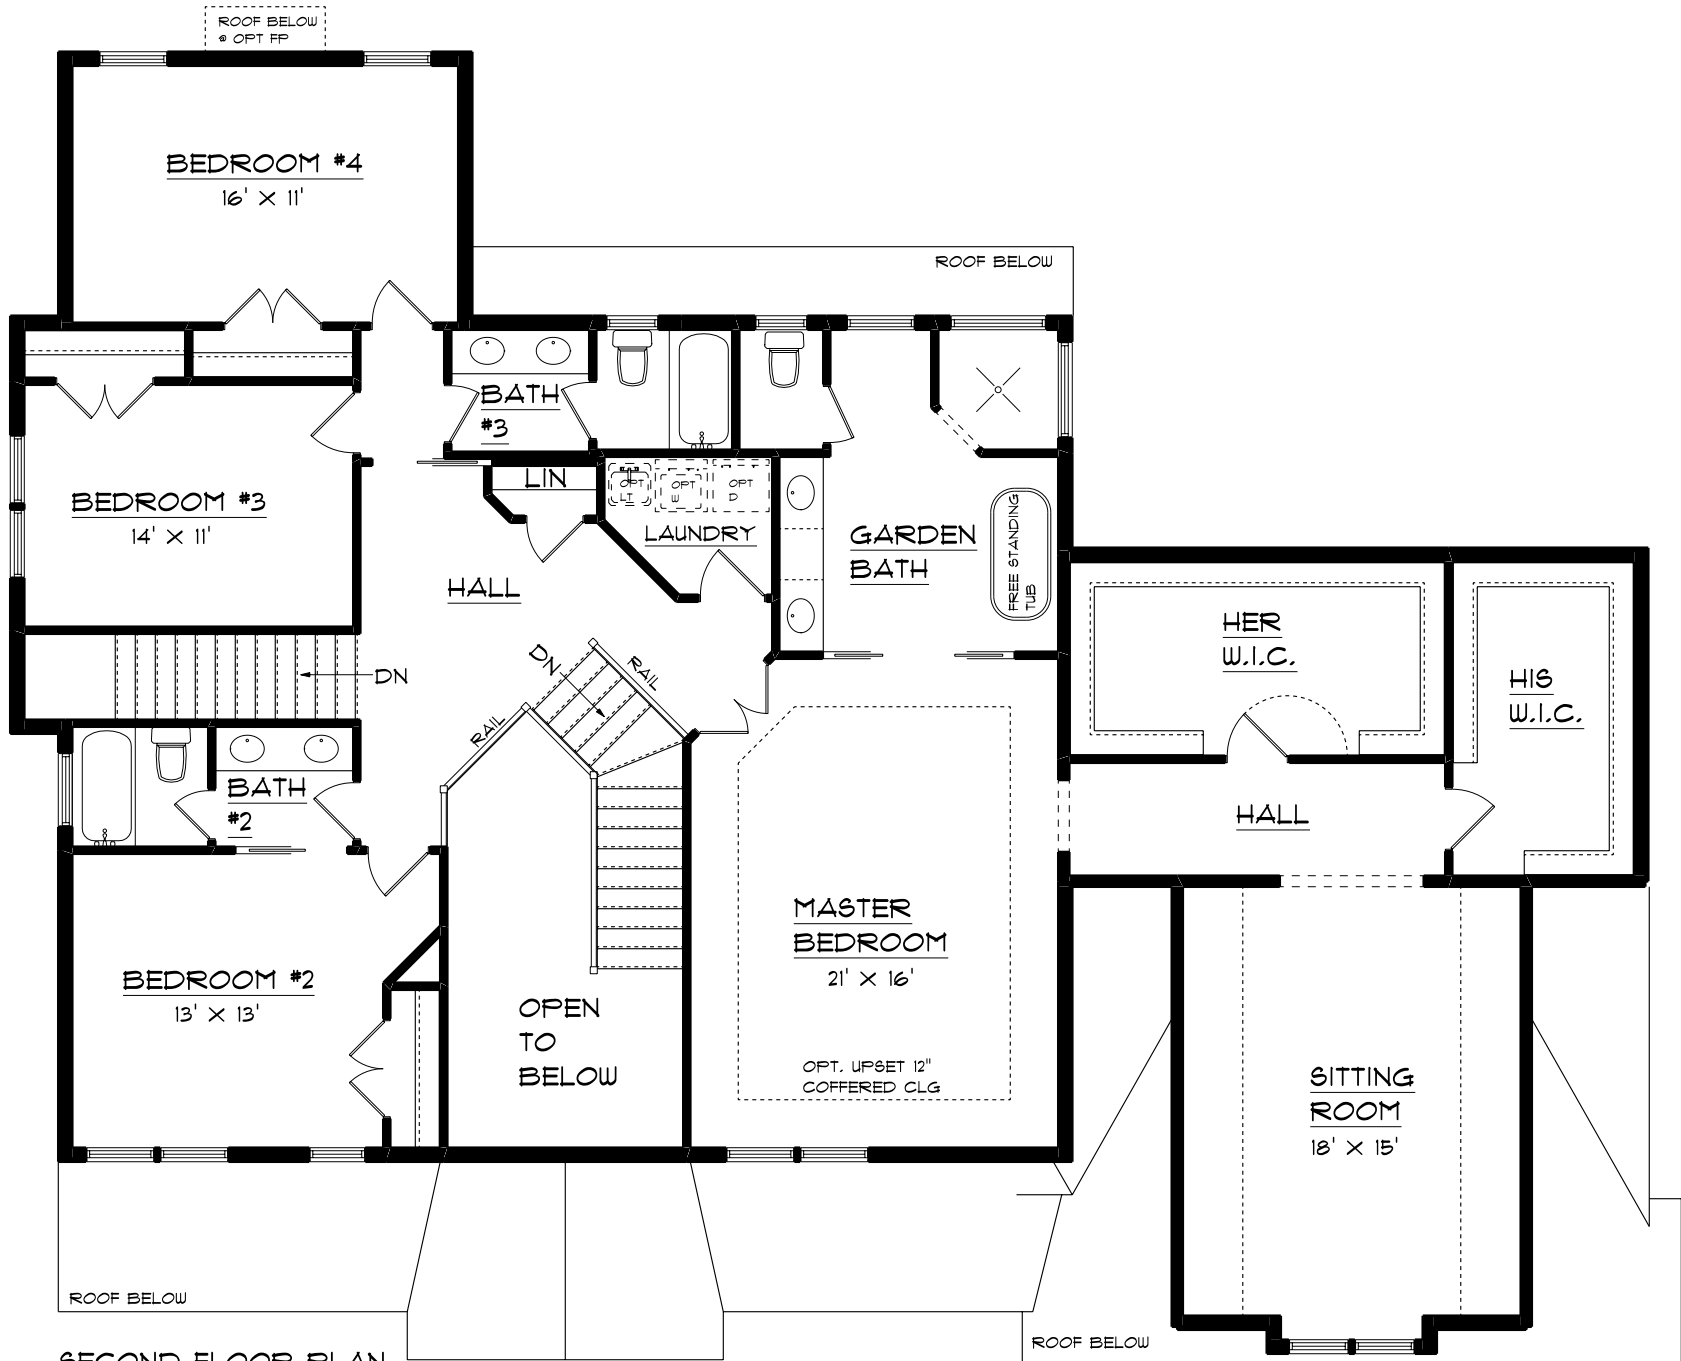 ROOF BELOW
@ OPT FP
BEDROOM #4
16' X 11'
ROOF BELOW
BATH
#3
LIN
OPT
LT
OPT
W
OPT
D
LAUNDRY
BEDROOM #3
14' X 11'
HALL
GARDEN
BATH
FREE STANDING
TUB
HER
W.I.C.
HIS
W.I.C.
DN
DN
RAIL
RAIL
BATH
#2
HALL
MASTER
BEDROOM
21' X 16'
BEDROOM #2
13' X 13'
OPEN
TO
BELOW
OPT. UPSET 12"
COFFERED CLG
SITTING
ROOM
18' X 15'
ROOF BELOW
ROOF BELOW
SECOND FLOOR PLAN